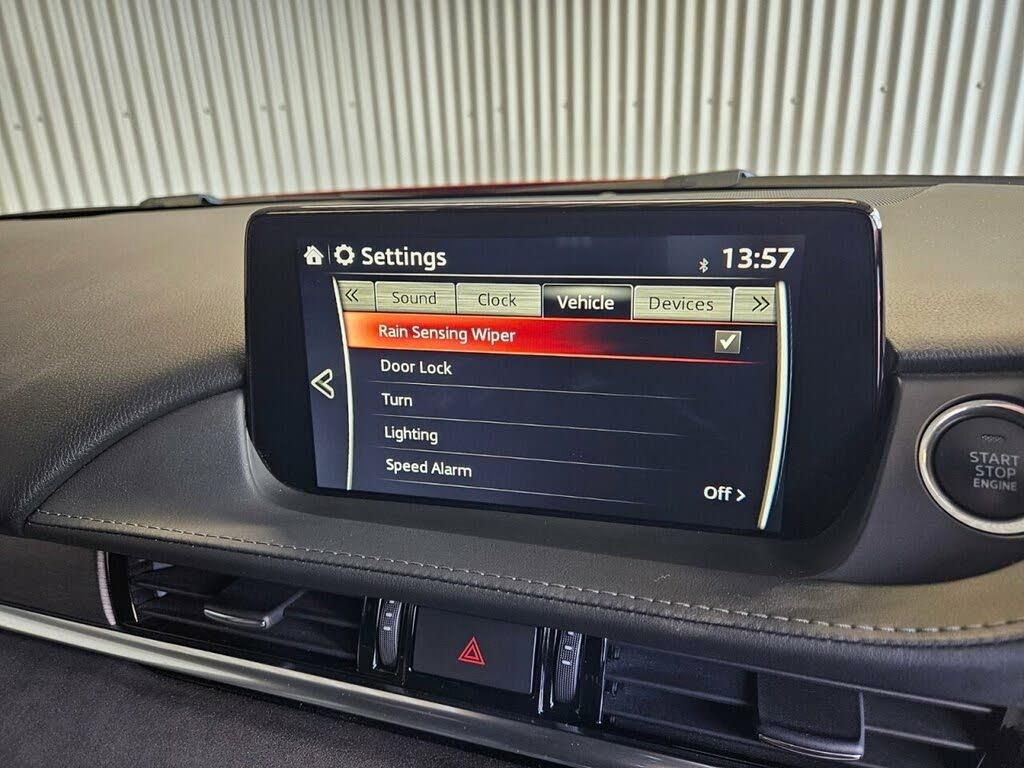 Settings 13:57
« Sound Clock Vehicle Devices »
Rain Sensing Wiper
Door Lock
Turn
Lighting
Speed Alarm
Off >
START
STOP
ENGINE